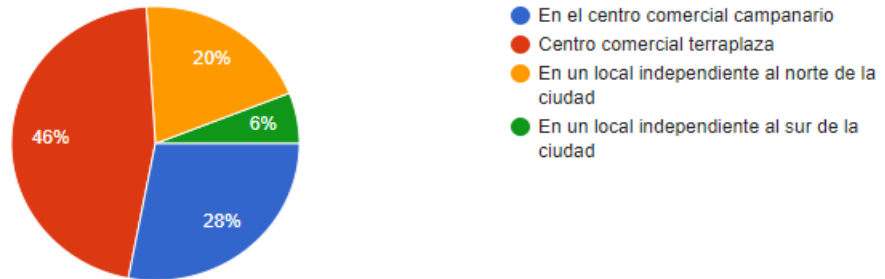 20%
6%
46%
28%
En el centro comercial campanario
Centro comercial terraplaza
En un local independiente al norte de la
ciudad
En un local independiente al sur de la
ciudad